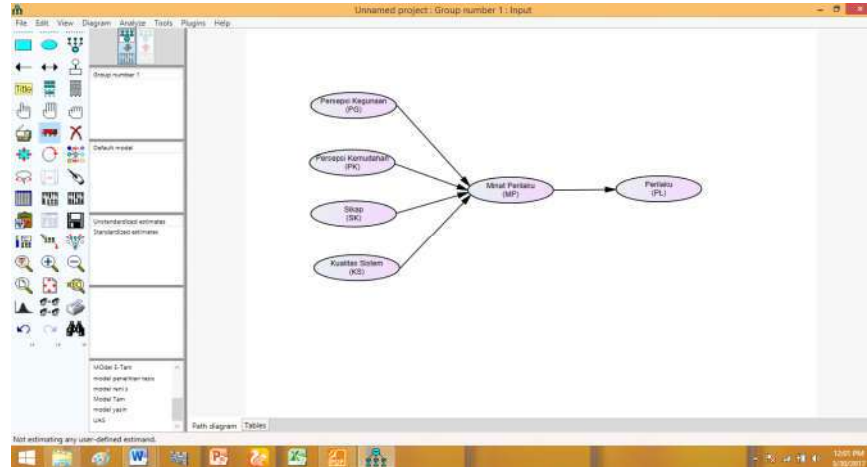 Unnamed project : Group number 1 : Input
File Edit View Diagram Analyze Tools Plugins Help
Title
Group number 1
Default model
Unstandardized estimates
Standardized estimates
MOdel E-Tam
model penelitian tesis
model reni
Model Tam
model yasin
UAS
Persepsi Kegunaan
(PG)
Persepsi Kemudahan
(PK)
Sikap
(SK)
Kualitas Sistem
(KS)
Minat Perilaku
(MP)
Perilaku
(PL)
Path diagram Tables
Not estimating any user-defined estimand.
12:01 PM